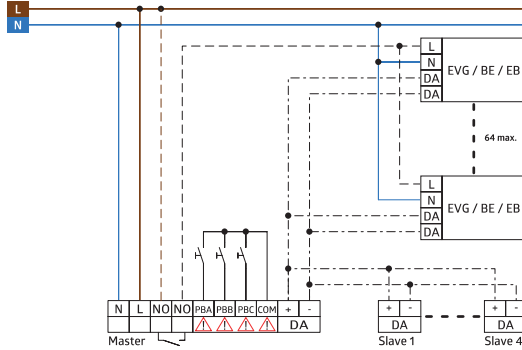 L
N
L
N
DA
DA
EVG / BE / EB
64 max.
L
N
DA
DA
EVG / BE / EB
N L NO NO PBA PBB PBC COM + -
DA
Master
+ -
DA
Slave 1
+ -
DA
Slave 4